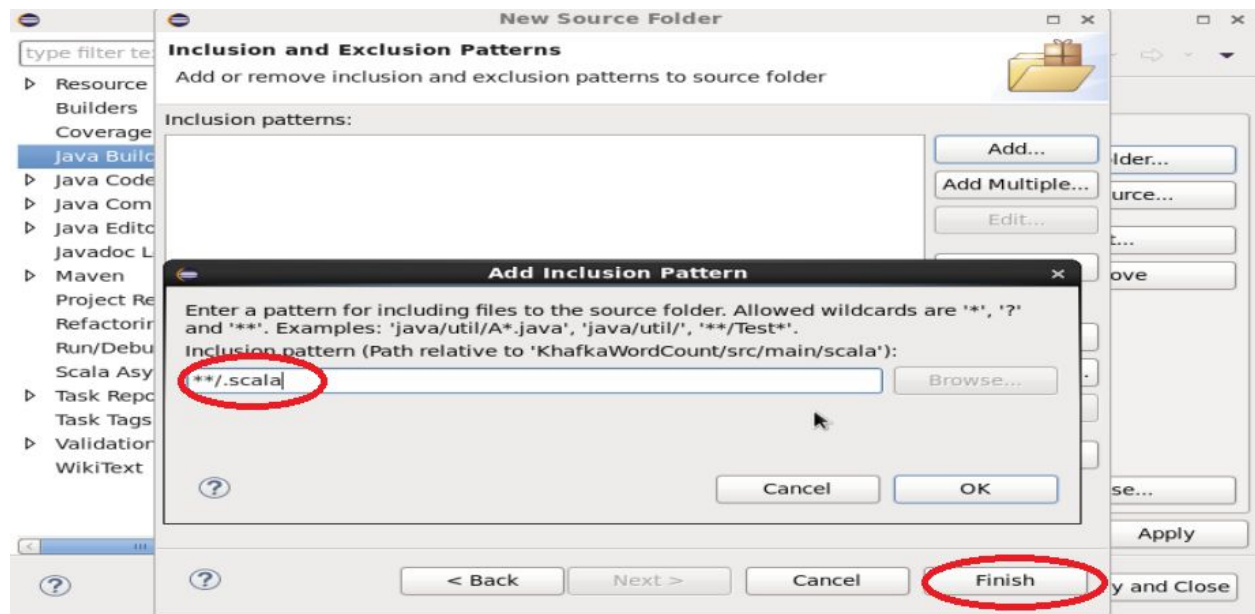 New Source Folder
type filter te
Inclusion and Exclusion Patterns
Add or remove inclusion and exclusion patterns to source folder
Resource
Builders
Coverage
Java Build
Java Code
Java Com
Java Edito
Javadoc L
Maven
Project Re
Refactorin
Run/Debu
Scala Asy
Task Repo
Task Tags
Validation
WikiText
Inclusion patterns:
Add...
Add Multiple...
Edit...
lder...
urce...
t...
ove
Add Inclusion Pattern
Enter a pattern for including files to the source folder. Allowed wildcards are '*', '?'
and '**'. Examples: 'java/util/A*.java', 'java/util/', '**/Test*'.
Inclusion pattern (Path relative to 'KhafkaWordCount/src/main/scala'):
**/.scala
Browse...
Cancel
OK
se...
Apply
< Back
Next >
Cancel
Finish
y and Close